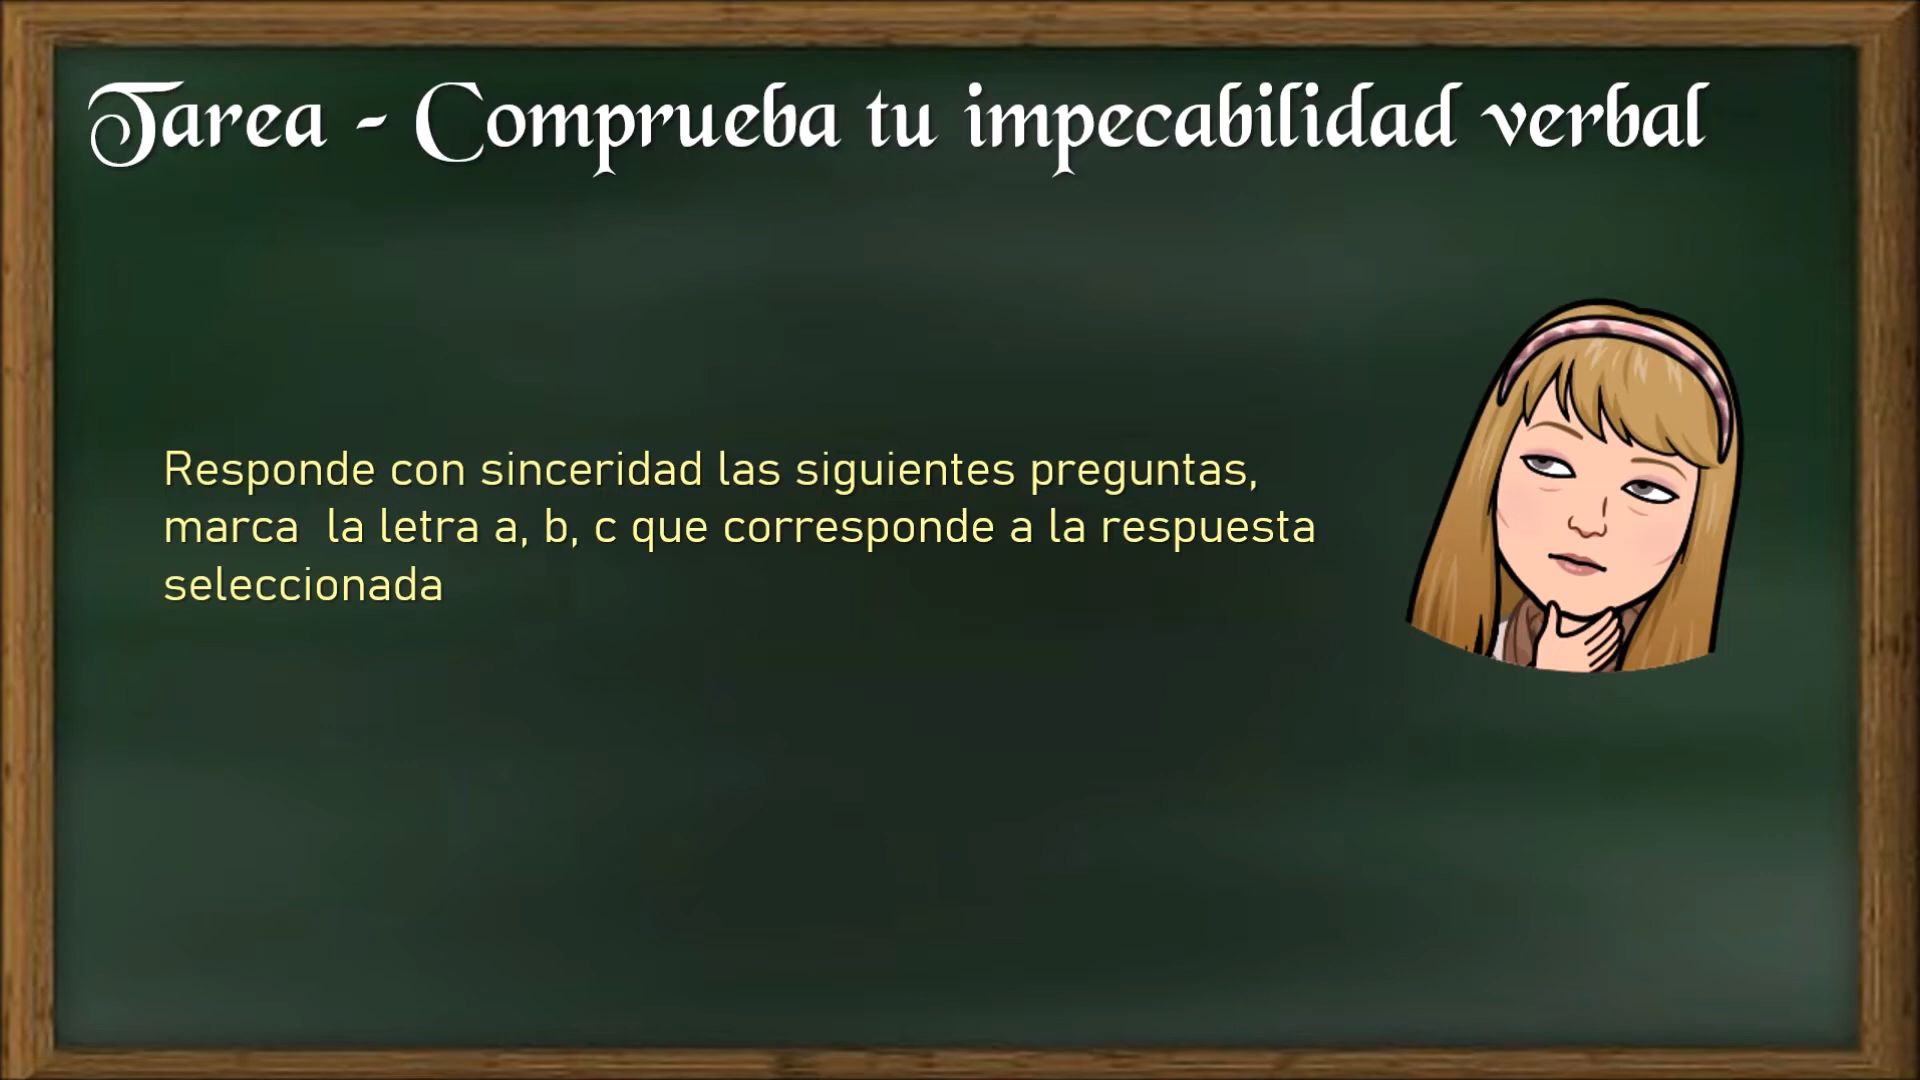 Tarea - Comprueba tu impecabilidad verbal
Responde con sinceridad las siguientes preguntas,
marca  la letra a, b, c que corresponde a la respuesta
seleccionada